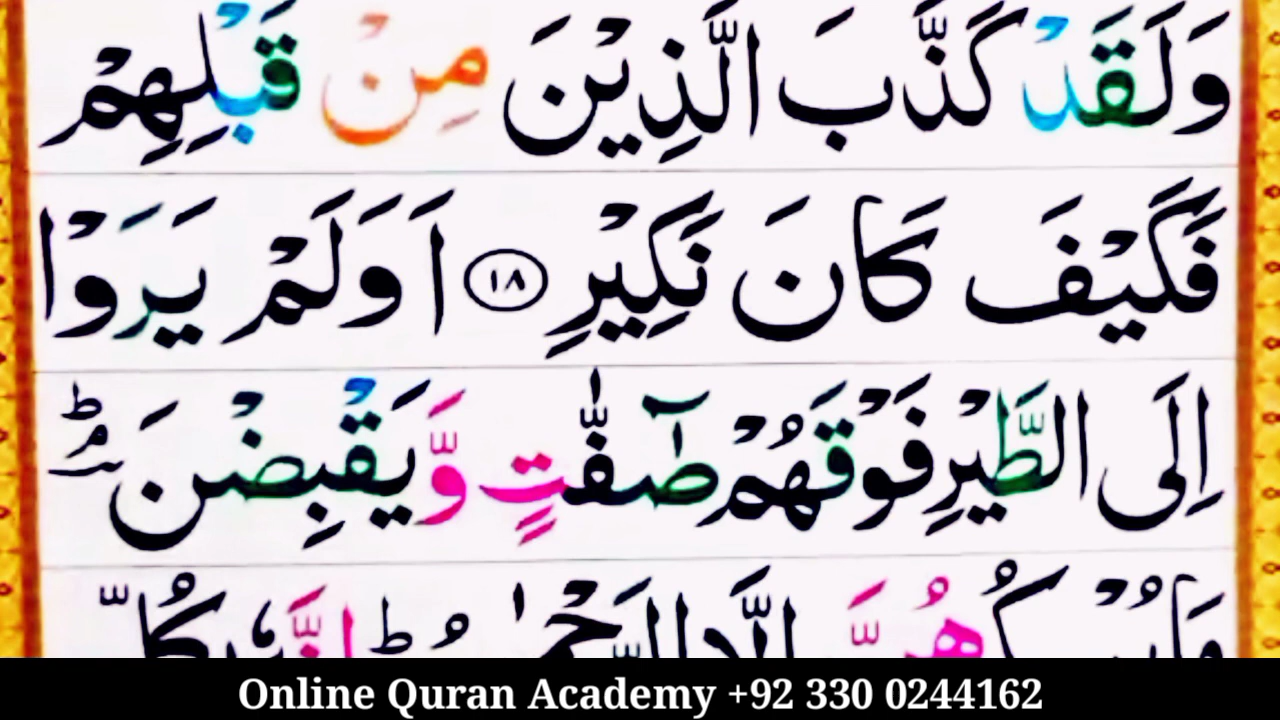 وَلَقَدْ كَذَّبَ الَّذِيْنَ مِنْ قَبْلِهِمْ
فَكَيْفَ كَانَ نَكِيْرِ ١٨ اَوَلَمْ يَرَوْا
اِلَى الطَّيْرِ فَوْقَهُمْ صٰٓفّٰتٍ وَّيَقْبِضْنَ ؕۘ
Online Quran Academy +92 330 0244162